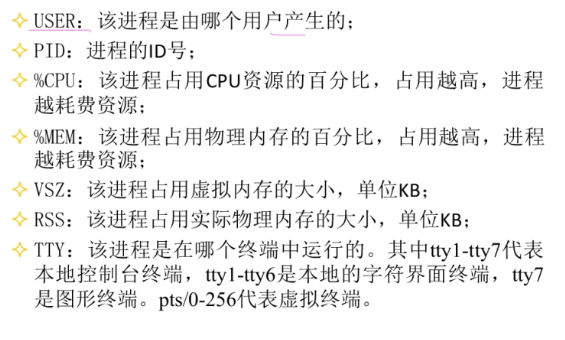 USER：该进程是由哪个用户产生的；
PID：进程的ID号；
%CPU：该进程占用CPU资源的百分比，占用越高，进程
越耗费资源；
%MEM：该进程占用物理内存的百分比，占用越高，进程
越耗费资源；
VSZ：该进程占用虚拟内存的大小，单位KB；
RSS：该进程占用实际物理内存的大小，单位KB；
TTY：该进程是在哪个终端中运行的。其中tty1-tty7代表
本地控制台终端，tty1-tty6是本地的字符界面终端，tty7
是图形终端。pts/0-256代表虚拟终端。